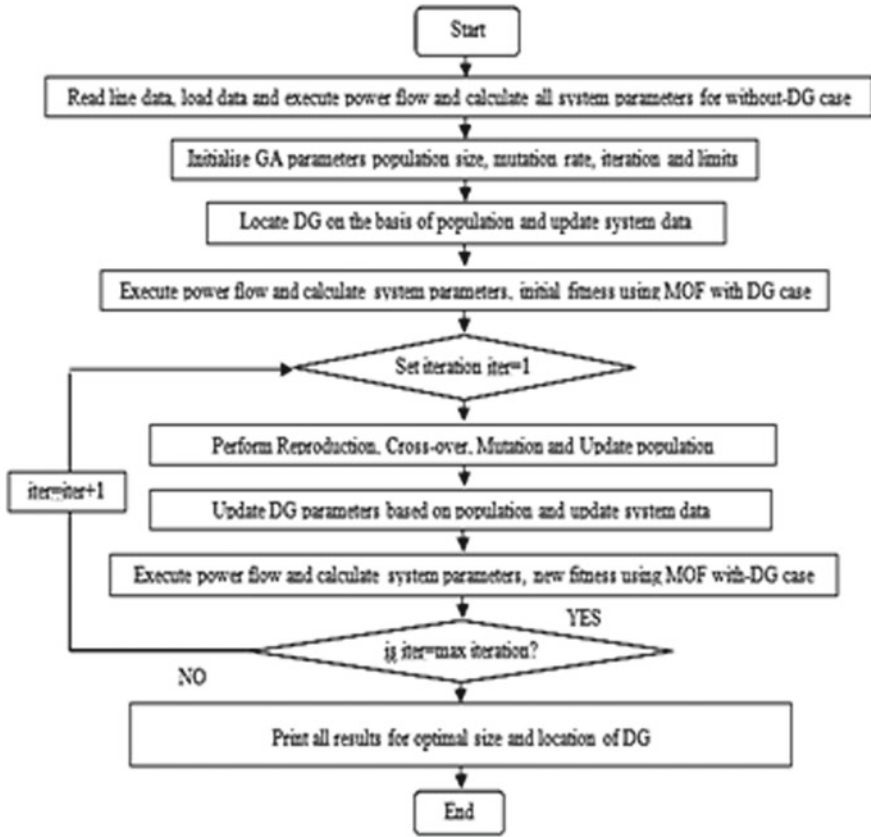 Start
Read line data, load data and execute power flow and calculate all system parameters for without-DG case
Initialise GA parameters population size, mutation rate, iteration and limits
Locate DG on the basis of population and update system data
Execute power flow and calculate system parameters, initial fitness using MOF with DG case
Set iteration iter=1
Perform Reproduction, Cross-over, Mutation and Update population
iter=iter+1
Update DG parameters based on population and update system data
Execute power flow and calculate system parameters, new fitness using MOF with-DG case
YES
is iter=max iteration?
NO
Print all results for optimal size and location of DG
End